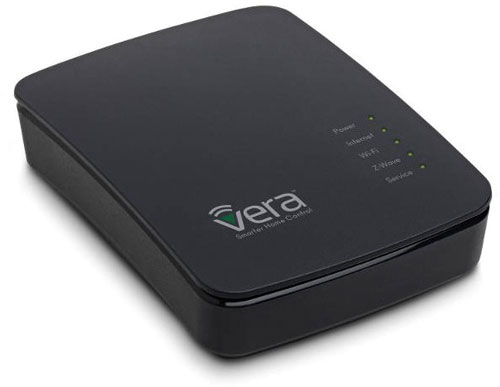 Power
Internet
Wi-Fi
Z-Wave
Service
vera
Smarter Home Control